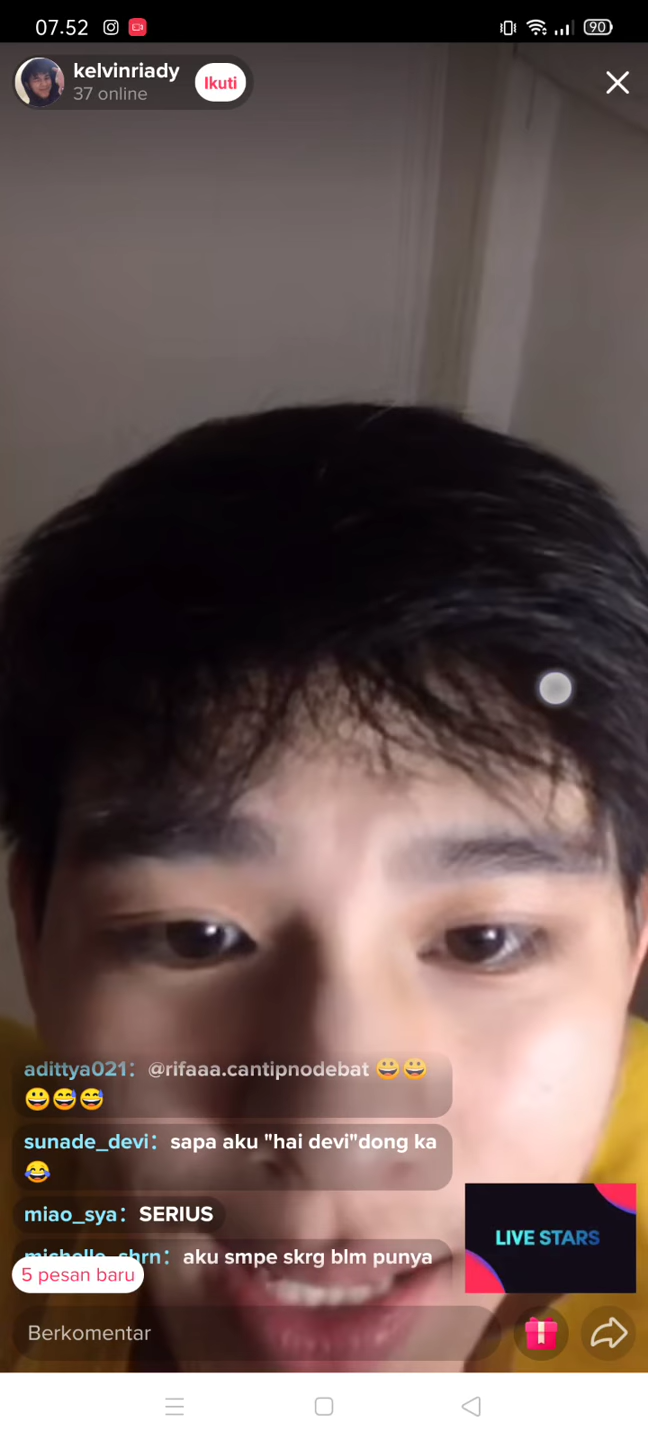 07.52
90
kelvinriady
37 online
Ikuti
adittya021: @rifaaa.cantipnodebat 😀😀
😀😅😅
sunade_devi: sapa aku "hai devi"dong ka
😂
miao_sya: SERIUS
michelle_shrn: aku smpe skrg blm punya
5 pesan baru
LIVE STARS
Berkomentar